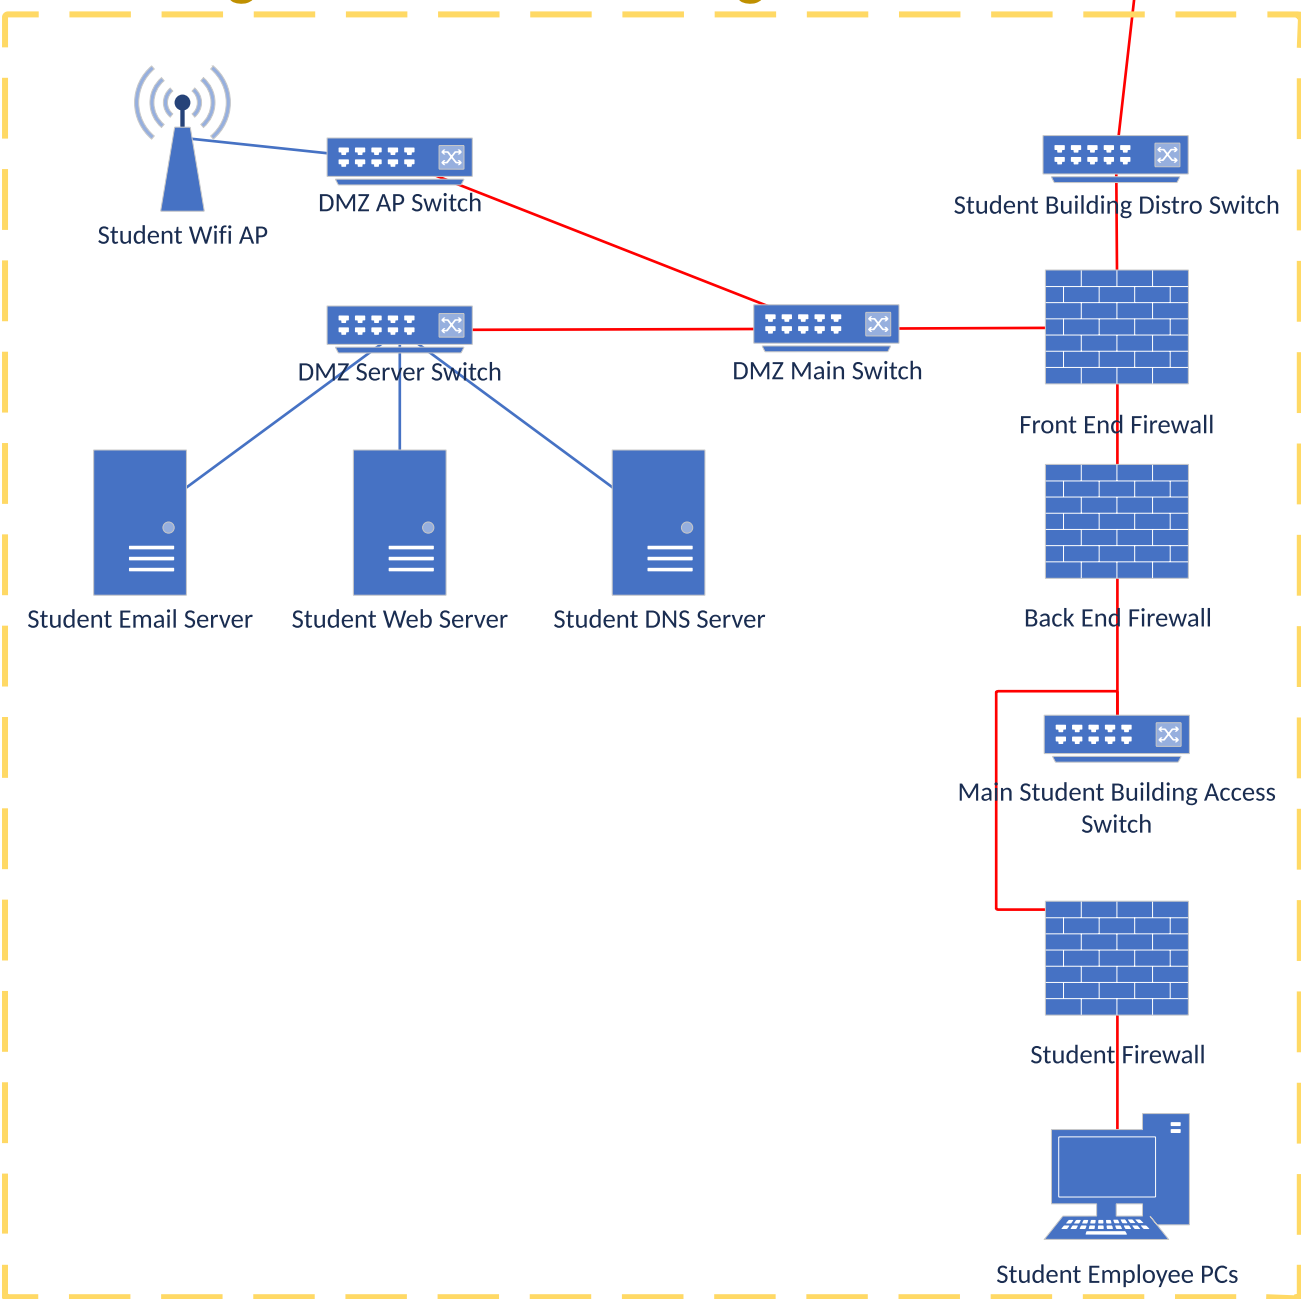 Student Wifi AP
DMZ AP Switch
Student Building Distro Switch
DMZ Server Switch
DMZ Main Switch
Front End Firewall
Student Email Server
Student Web Server
Student DNS Server
Back End Firewall
Main Student Building Access
Switch
Student Firewall
Student Employee PCs